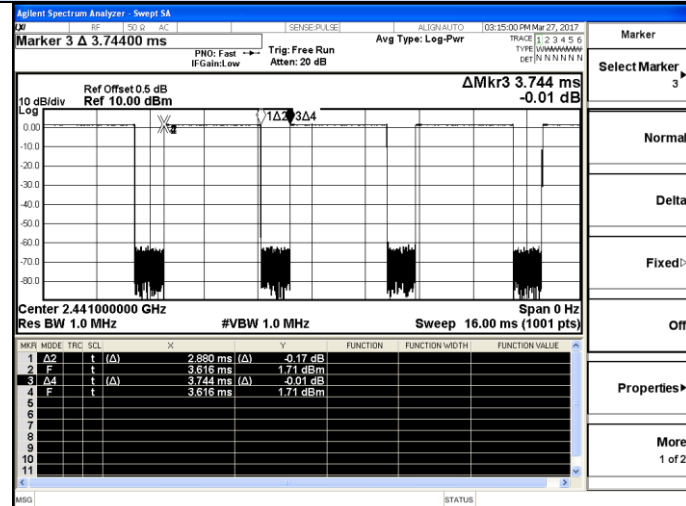 Agilent Spectrum Analyzer - Swept SA
RF 50 Ω AC SENSE:PULSE ALIGN AUTO 03:15:00 PM Mar 27, 2017
Marker 3 Δ 3.74400 ms
PNO: Fast
IFGain:Low
Trig: Free Run
Atten: 20 dB
Avg Type: Log-Pwr
TRACE 1 2 3 4 5 6
TYPE
DET N N N N N N
Ref Offset 0.5 dB
10 dB/div Ref 10.00 dBm
Log
ΔMkr3 3.744 ms
-0.01 dB
0.00
-10.0
-20.0
-30.0
-40.0
-50.0
-60.0
-70.0
-80.0
1Δ2 3Δ4
Center 2.441000000 GHz Span 0 Hz
Res BW 1.0 MHz #VBW 1.0 MHz Sweep 16.00 ms (1001 pts)
MKR MODE TRC SCL X Y FUNCTION FUNCTION WIDTH FUNCTION VALUE
1 Δ2 t (Δ) 2.880 ms (Δ) -0.17 dB
2 F t 3.616 ms 1.71 dBm
3 Δ4 t (Δ) 3.744 ms (Δ) -0.01 dB
4 F t 3.616 ms 1.71 dBm
5
6
7
8
9
10
11
MSG STATUS
Marker
Select Marker
3
Normal
Delta
Fixed
Off
Properties
More
1 of 2